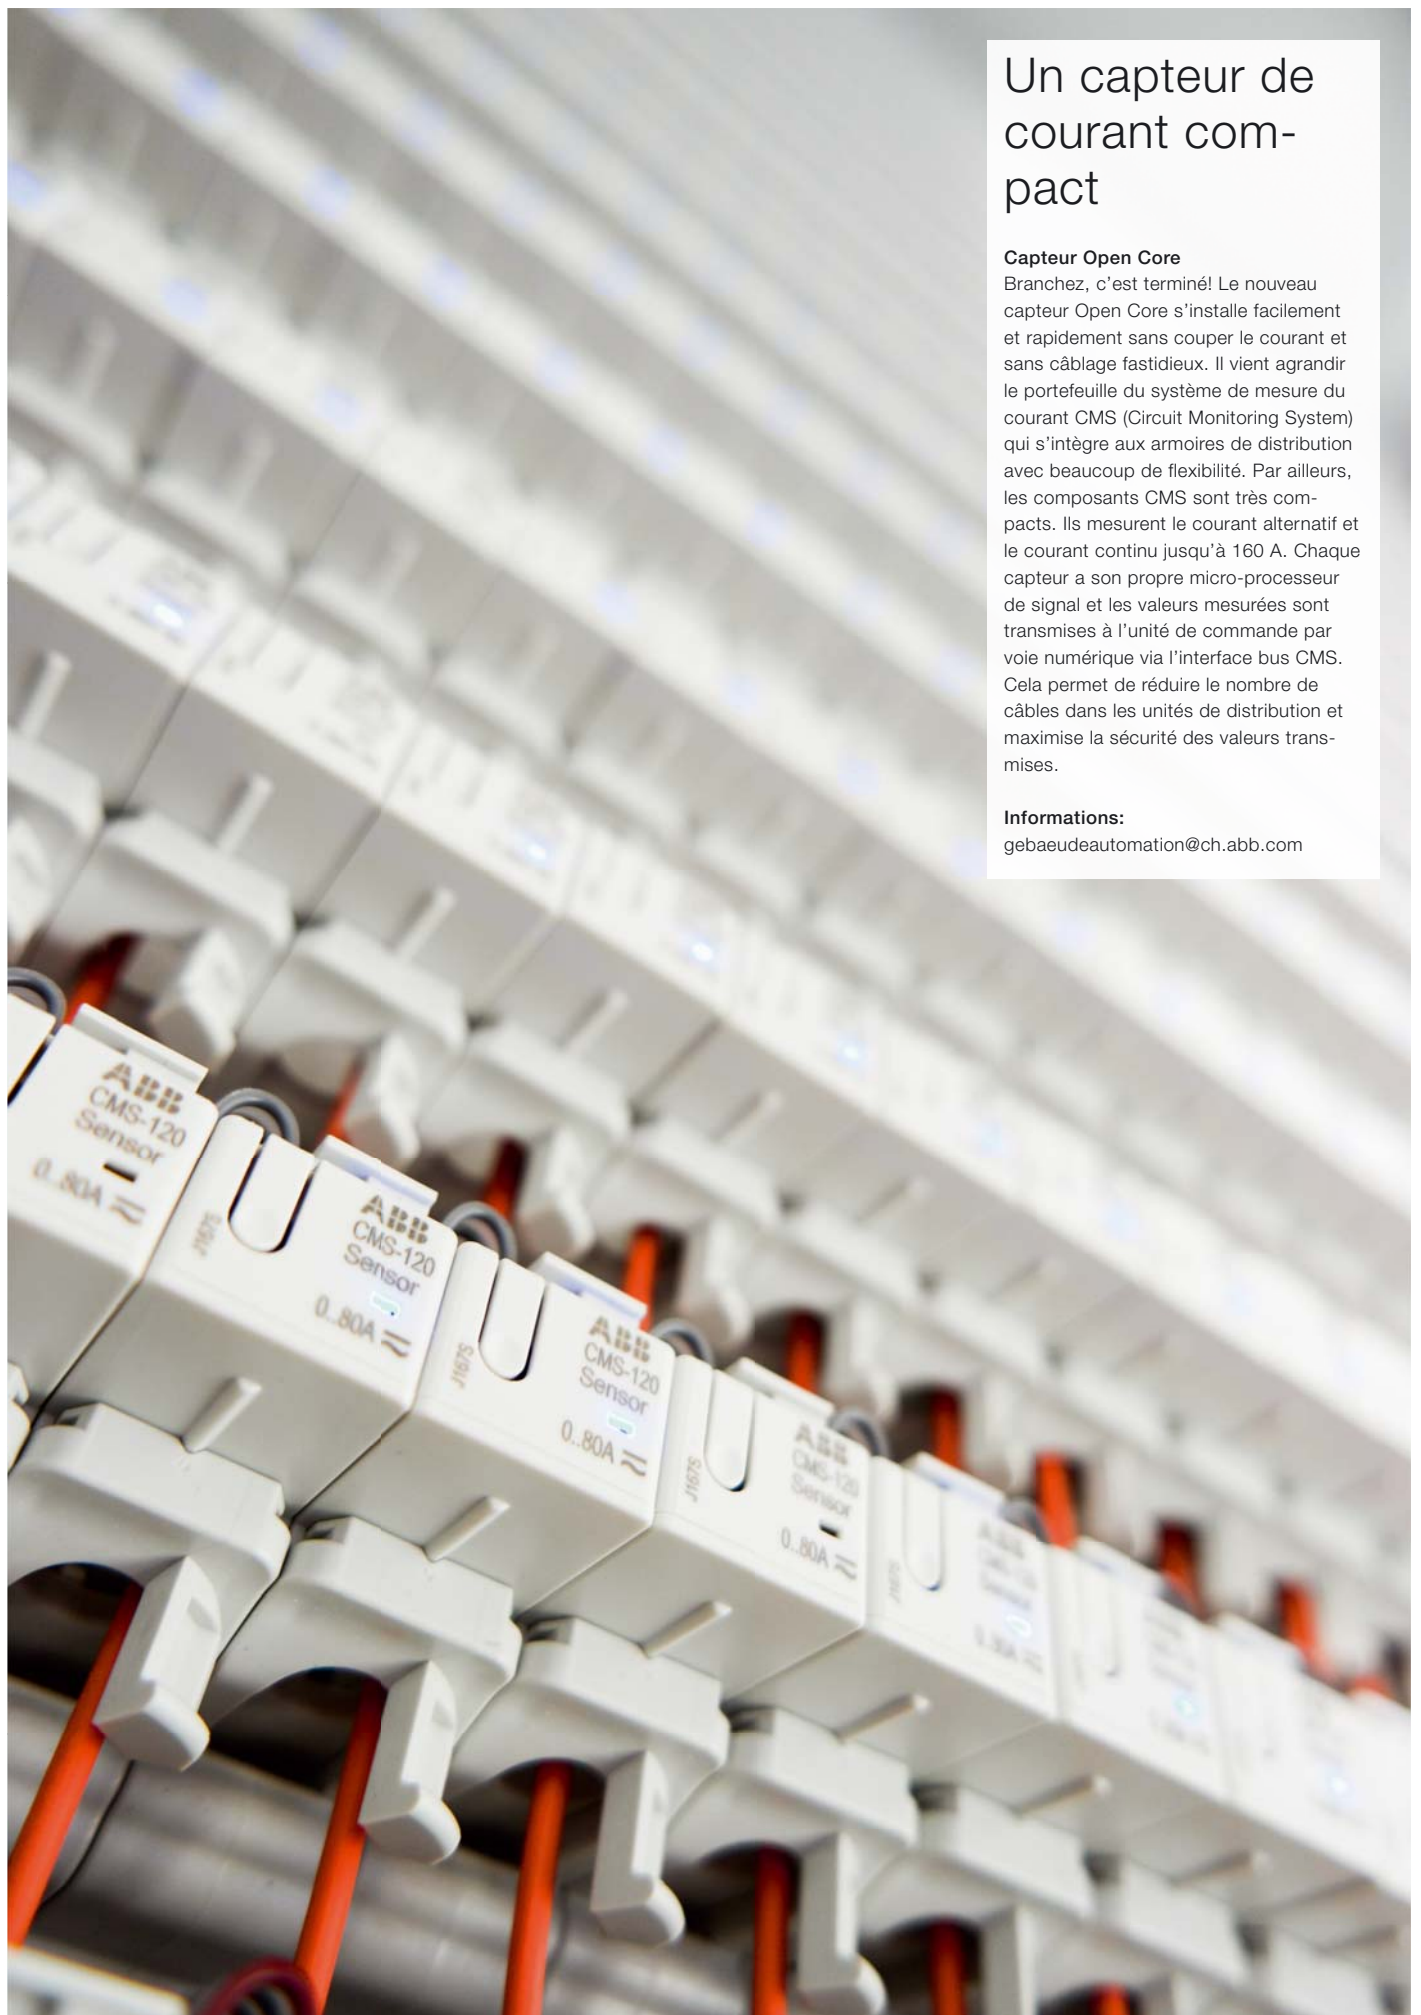 Un capteur de
courant com-
pact
Capteur Open Core
Branchez, c’est terminé! Le nouveau
capteur Open Core s’installe facilement
et rapidement sans couper le courant et
sans câblage fastidieux. Il vient agrandir
le portefeuille du système de mesure du
courant CMS (Circuit Monitoring System)
qui s’intègre aux armoires de distribution
avec beaucoup de flexibilité. Par ailleurs,
les composants CMS sont très com-
pacts. Ils mesurent le courant alternatif et
le courant continu jusqu’à 160 A. Chaque
capteur a son propre micro-processeur
de signal et les valeurs mesurées sont
transmises à l’unité de commande par
voie numérique via l’interface bus CMS.
Cela permet de réduire le nombre de
câbles dans les unités de distribution et
maximise la sécurité des valeurs trans-
mises.
Informations:
gebaeudeautomation@ch.abb.com
ABB
CMS-120
Sensor
0..80A
J167S
ABB
CMS-120
Sensor
0..80A
J167S
ABB
CMS-120
Sensor
0..80A
J167S
ABB
CMS-120
Sensor
0..80A
J167S